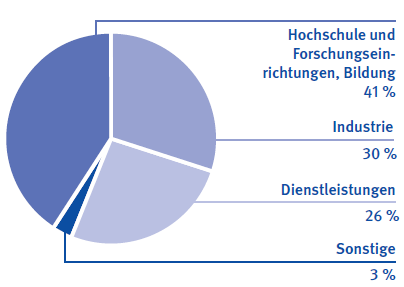 Hochschule und
Forschungsein-
richtungen, Bildung
41 %
Industrie
30 %
Dienstleistungen
26 %
Sonstige
3 %